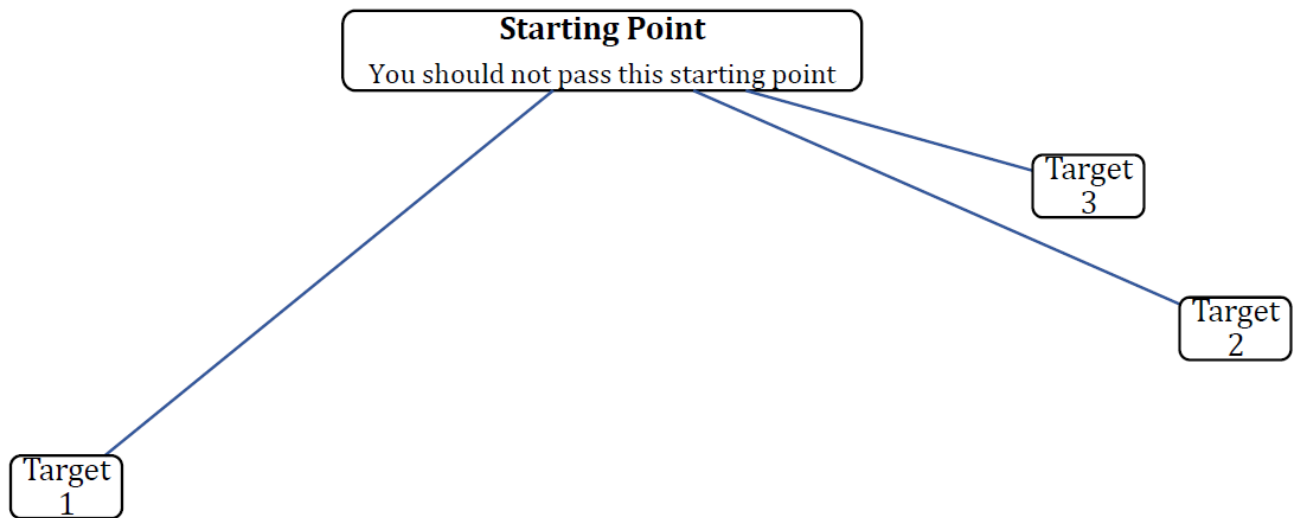 Starting Point
You should not pass this starting point
Target
3
Target
2
Target
1